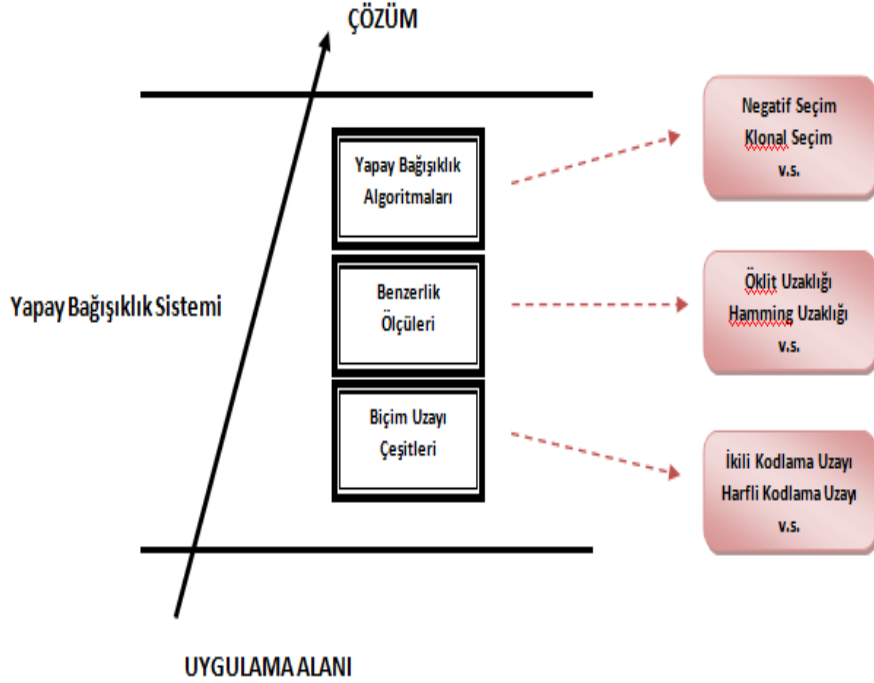 ÇÖZÜM
Yapay Bağışıklık
Algoritmaları
Negatif Seçim
Klonal Seçim
v.s.
Yapay Bağışıklık Sistemi
Benzerlik
Ölçüleri
Öklit Uzaklığı
Hamming Uzaklığı
v.s.
Biçim Uzayı
Çeşitleri
İkili Kodlama Uzayı
Harfli Kodlama Uzayı
v.s.
UYGULAMA ALANI